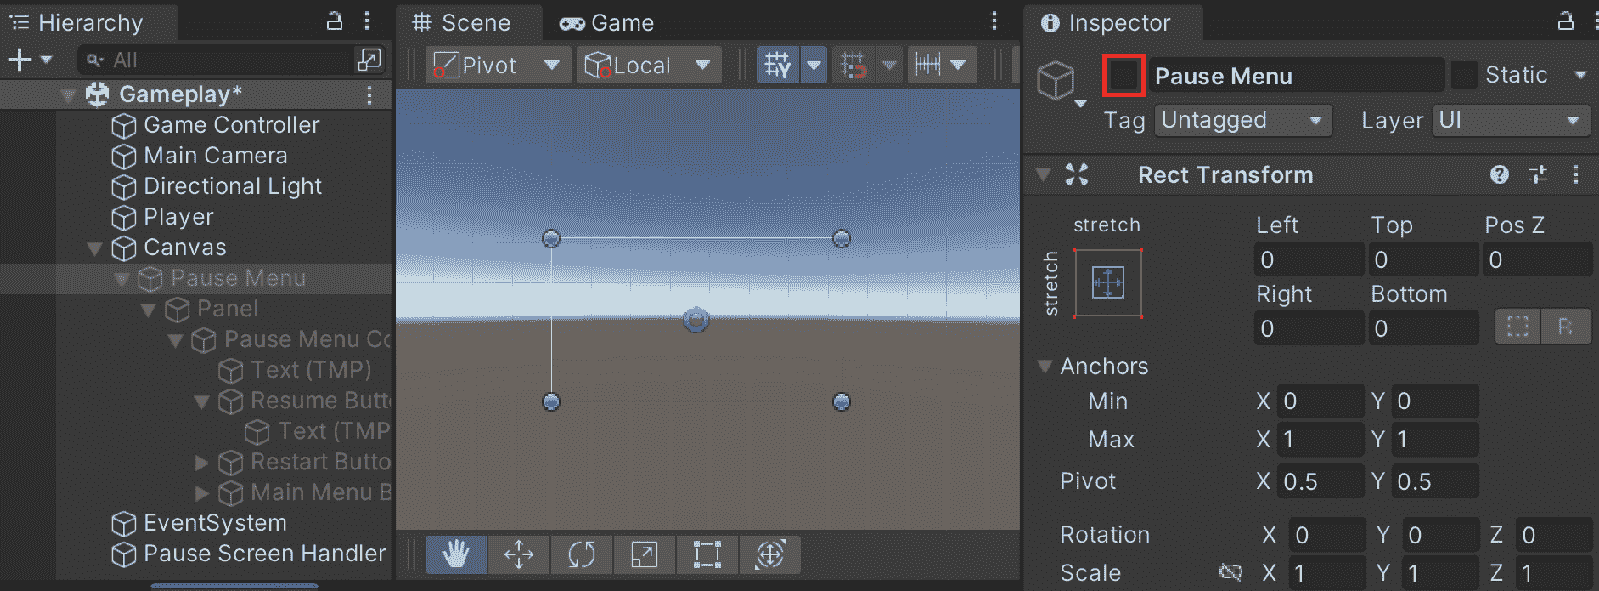 Hierarchy
All
Gameplay*
Game Controller
Main Camera
Directional Light
Player
Canvas
Pause Menu
Panel
Pause Menu Co
Text (TMP)
Resume Butt
Text (TMP
Restart Butto
Main Menu B
EventSystem
Pause Screen Handler
Scene
Game
Pivot
Local
Inspector
Pause Menu
Static
Tag
Untagged
Layer
UI
Rect Transform
stretch
stretch
Left Top Pos Z
0 0 0
Right Bottom
0 0
R
Anchors
Min X 0 Y 0
Max X 1 Y 1
Pivot X 0.5 Y 0.5
Rotation X 0 Y 0 Z 0
Scale X 1 Y 1 Z 1